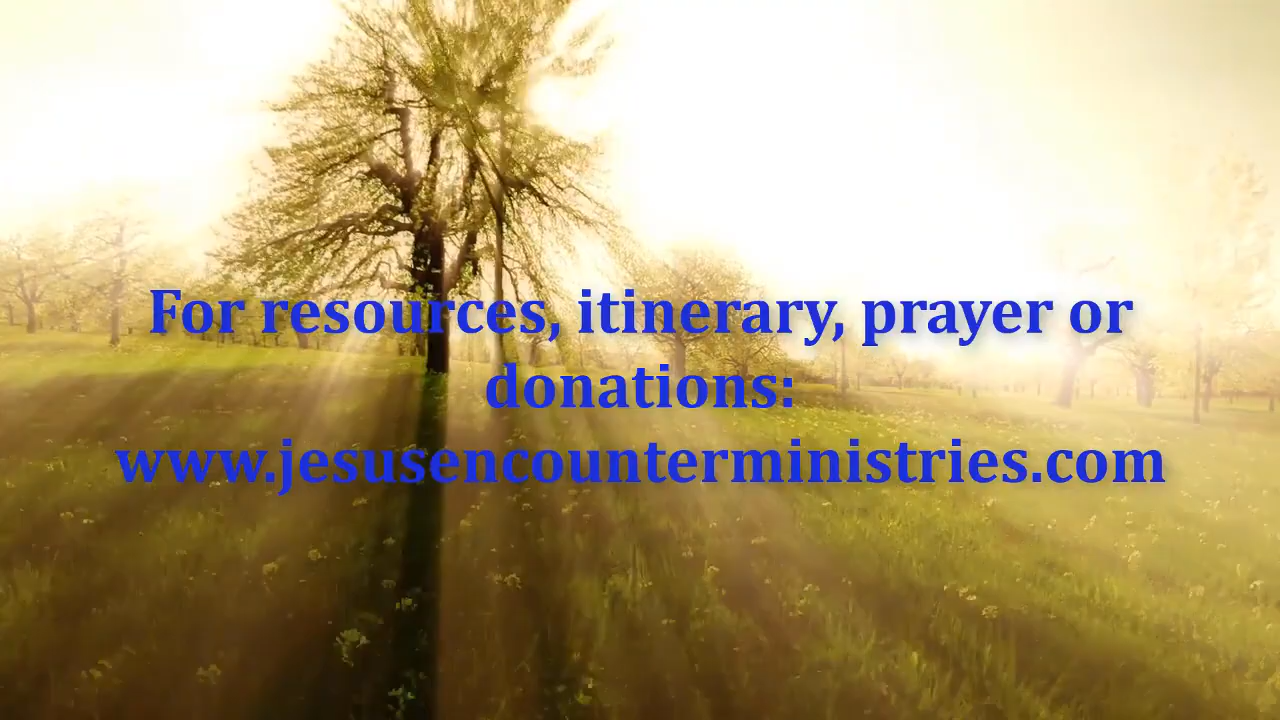 For resources, itinerary, prayer or
donations:
www.jesusencounterministries.com